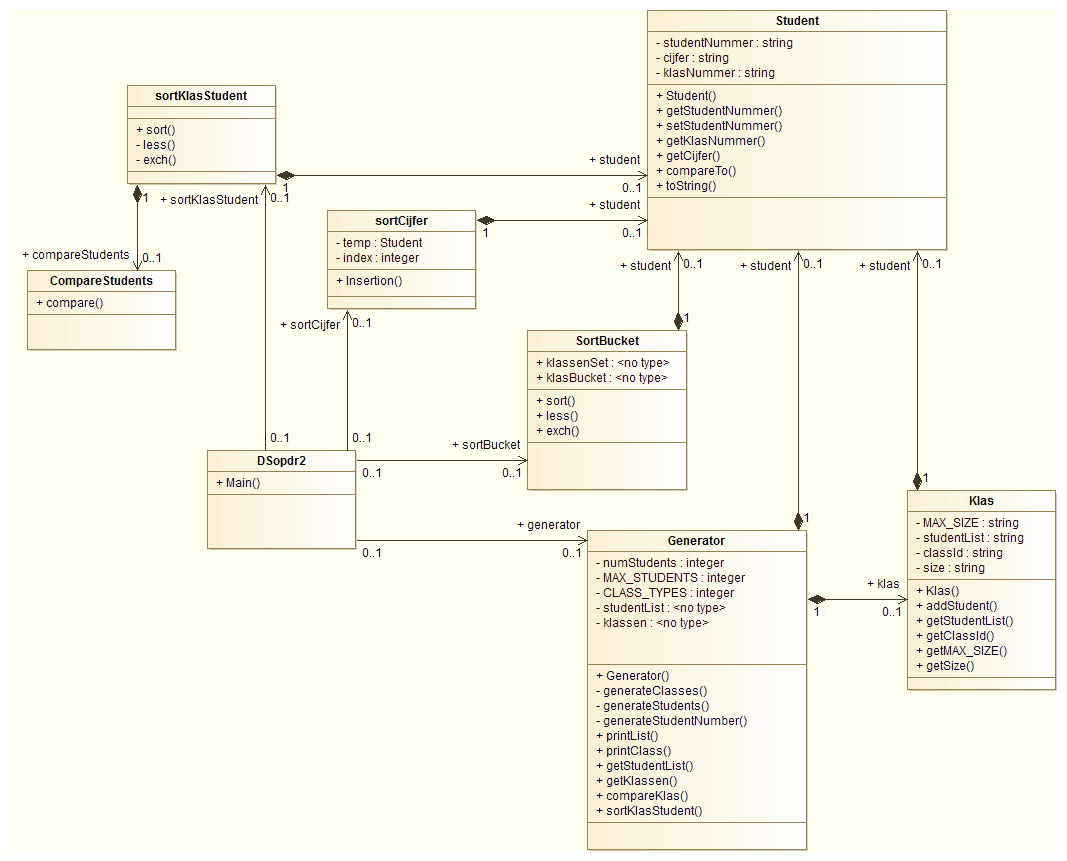 Student
- studentNummer : string
- cijfer : string
- klasNummer : string
+ Student()
+ getStudentNummer()
+ setStudentNummer()
+ getKlasNummer()
+ getCijfer()
+ compareTo()
+ toString()
sortKlasStudent
+ sort()
- less()
- exch()
1
+ student
0..1
1
+ compareStudents
0..1
+ sortKlasStudent
0..1
0..1
CompareStudents
+ compare()
sortCijfer
- temp : Student
- index : integer
+ Insertion()
1
+ student
0..1
+ sortCijfer
0..1
0..1
+ student
0..1
1
+ student
0..1
1
+ student
0..1
1
SortBucket
+ klassenSet : <no type>
+ klasBucket : <no type>
+ sort()
+ less()
+ exch()
DSopdr2
+ Main()
0..1
+ sortBucket
0..1
0..1
+ generator
0..1
Generator
- numStudents : integer
- MAX_STUDENTS : integer
- CLASS_TYPES : integer
- studentList : <no type>
- klassen : <no type>
+ Generator()
- generateClasses()
- generateStudents()
- generateStudentNumber()
+ printList()
+ printClass()
+ getStudentList()
+ getKlassen()
+ compareKlas()
+ sortKlasStudent()
1
+ klas
0..1
Klas
- MAX_SIZE : string
- studentList : string
- classId : string
- size : string
+ Klas()
+ addStudent()
+ getStudentList()
+ getClassId()
+ getMAX_SIZE()
+ getSize()